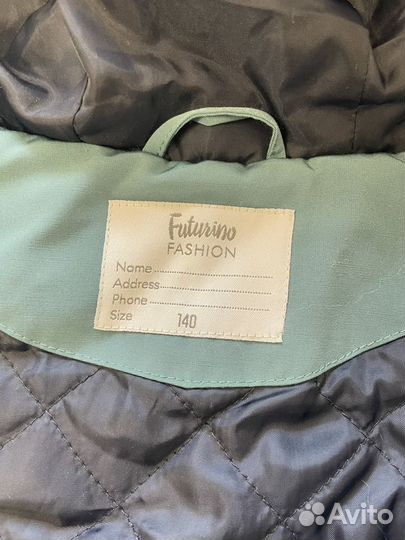 Futurino
FASHION
Name
Address
Phone
Size 140
Avito